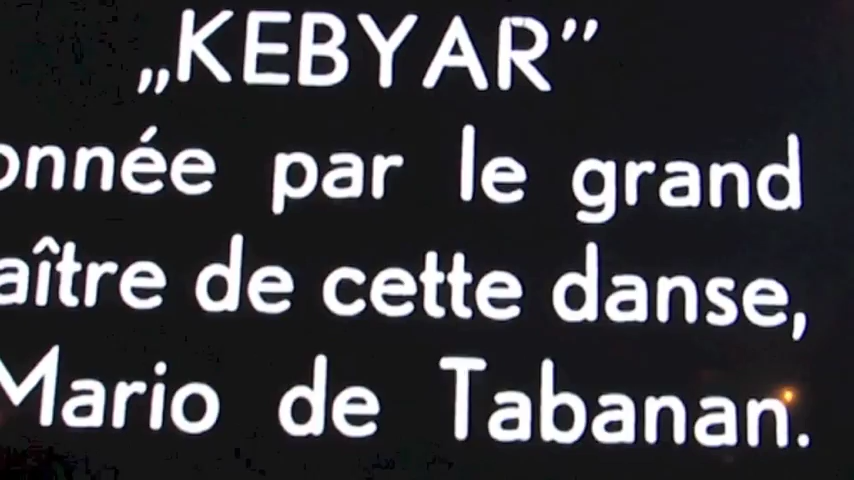 „KEBYAR”
onnée par le grand
aître de cette danse,
Mario de Tabanan.